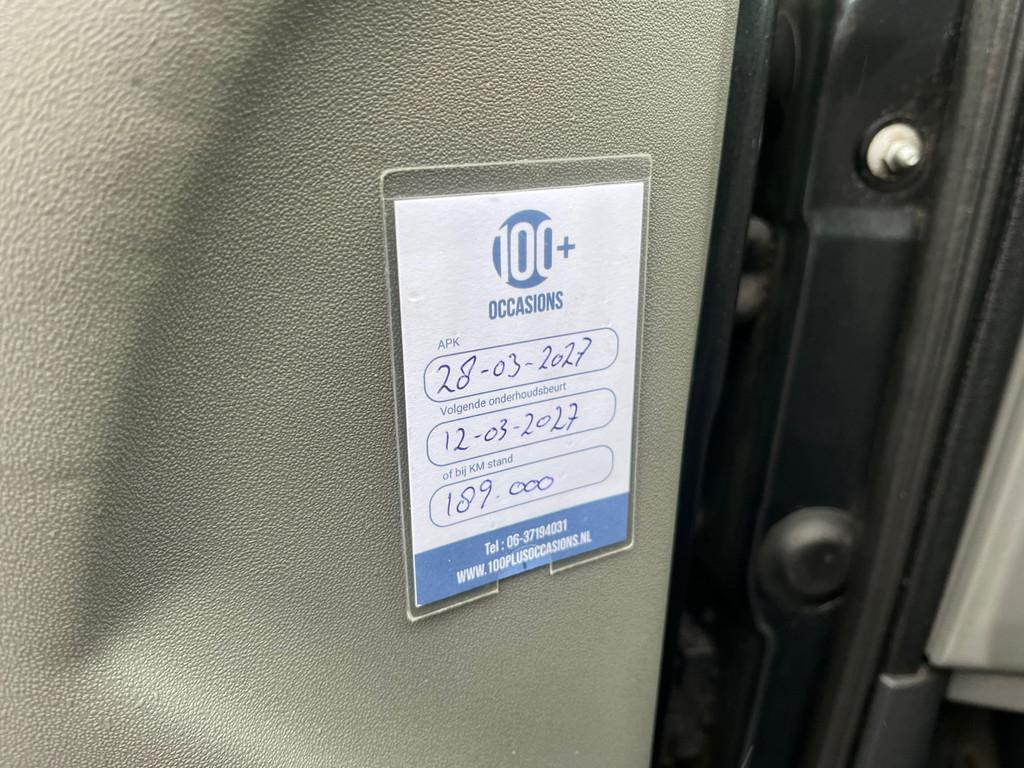 100+
OCCASIONS
APK
28-03-2027
Volgende onderhoudsbeurt
12-03-2027
of bij KM stand
189.000
Tel : 06-37194031
WWW.100PLUSOCCASIONS.NL